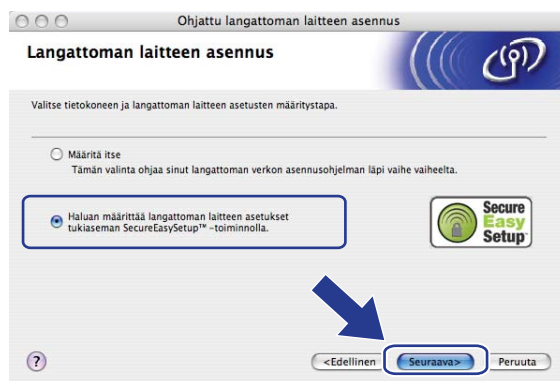 Ohjattu langattoman laitteen asennus
Langattoman laitteen asennus
Valitse tietokoneen ja langattoman laitteen asetusten määritystapa.
Määritä itse
Tämän valinta ohjaa sinut langattoman verkon asennusohjelman läpi vaihe vaiheelta.
Haluan määrittää langattoman laitteen asetukset
tukiaseman SecureEasySetup™ -toiminnolla.
Secure
Easy
Setup
? <Edellinen Seuraava> Peruuta